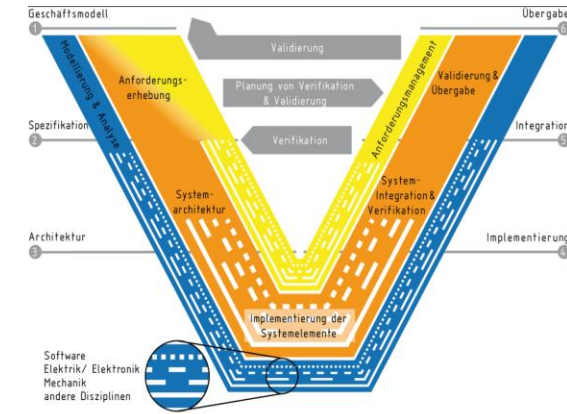 Geschäftsmodell
1
Übergabe
6
Validierung
Planung von Verifikation
& Validierung
Verifikation
Modellierung & Analyse
Anforderungs-
erhebung
Anforderungsmanagement
Validierung &
Übergabe
Spezifikation
2
Integration
5
System-
architektur
System-
Integration &
Verifikation
Architektur
3
Implementierung
4
Implementierung der
Systemelemente
Software
Elektrik/ Elektronik
Mechanik
andere Disziplinen